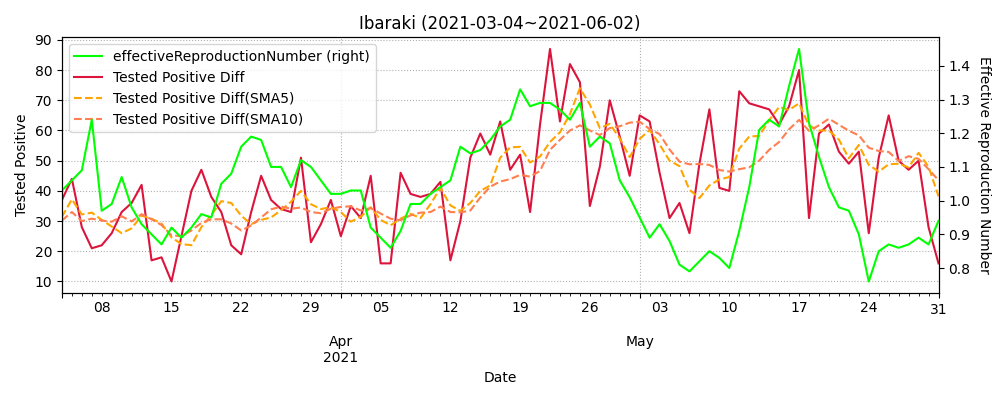 Ibaraki (2021-03-04~2021-06-02)
effectiveReproductionNumber (right)
Tested Positive Diff
Tested Positive Diff(SMA5)
Tested Positive Diff(SMA10)
Tested Positive
90
80
70
60
50
40
30
20
10
1.4
1.3
1.2
1.1
1.0
0.9
0.8
Effective Reproduction Number
08 15 22 29 05 12 19 26 03 10 17 24 31
Apr May
2021
Date